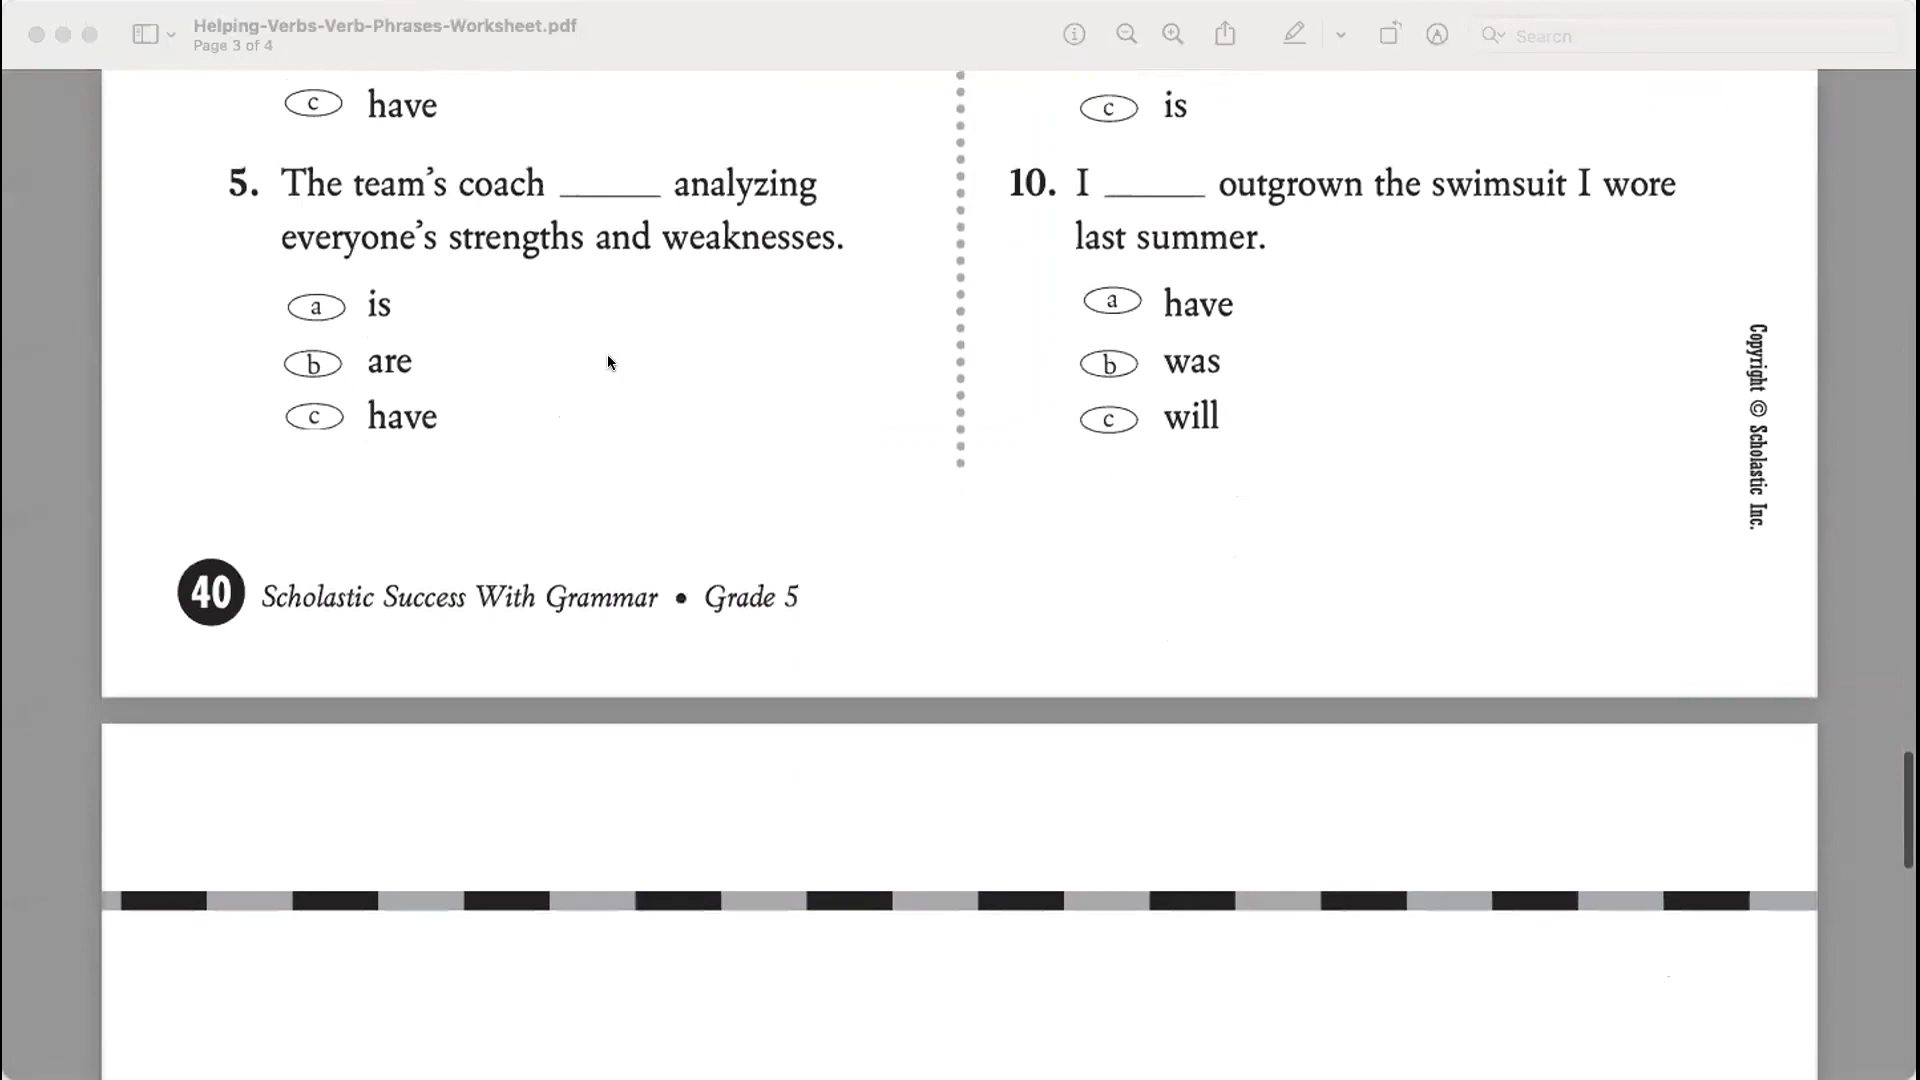 Helping-Verbs-Verb-Phrases-Worksheet.pdf
Page 3 of 4
Search
c have
5. The team's coach ______ analyzing
everyone's strengths and weaknesses.
a is
b are
c have
c is
10. I ______ outgrown the swimsuit I wore
last summer.
a have
b was
c will
Copyright © Scholastic Inc.
40 Scholastic Success With Grammar • Grade 5